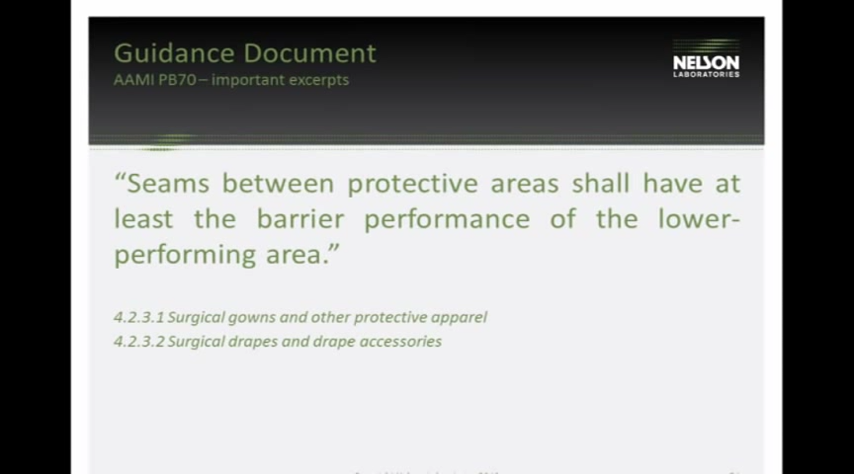 Guidance Document
AAMI PB70 – important excerpts
NELSON
LABORATORIES
“Seams between protective areas shall have at
least the barrier performance of the lower-
performing area.”
4.2.3.1 Surgical gowns and other protective apparel
4.2.3.2 Surgical drapes and drape accessories